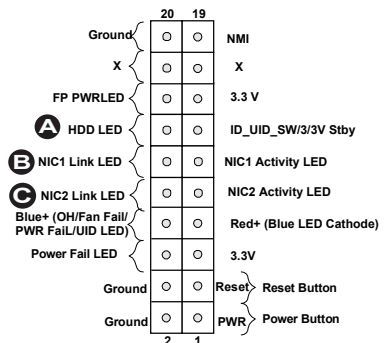 20 19
Ground NMI
X X
FP PWRLED 3.3 V
A HDD LED ID_UID_SW/3/3V Stby
B NIC1 Link LED NIC1 Activity LED
C NIC2 Link LED NIC2 Activity LED
Blue+ (OH/Fan Fail/
PWR FaiL/UID LED) Red+ (Blue LED Cathode)
Power Fail LED 3.3V
Ground Reset Reset Button
Ground PWR Power Button
2 1